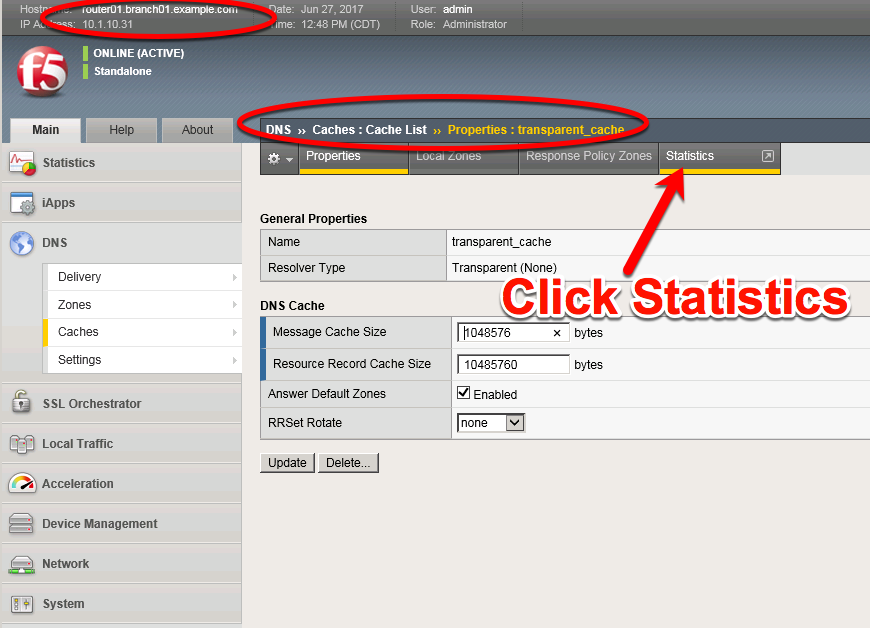 Hostname: router01.branch01.example.com Date: Jun 27, 2017 User: admin
IP Address: 10.1.10.31 Time: 12:48 PM (CDT) Role: Administrator
f5
ONLINE (ACTIVE)
Standalone
Main Help About
DNS ›› Caches : Cache List ›› Properties : transparent_cache
Properties Local Zones Response Policy Zones Statistics
Statistics
iApps
DNS
Delivery
Zones
Caches
Settings
SSL Orchestrator
Local Traffic
Acceleration
Device Management
Network
System
General Properties
Name transparent_cache
Resolver Type Transparent (None)
Click Statistics
DNS Cache
Message Cache Size 1048576 × bytes
Resource Record Cache Size 10485760 bytes
Answer Default Zones Enabled
RRSet Rotate none
Update Delete...